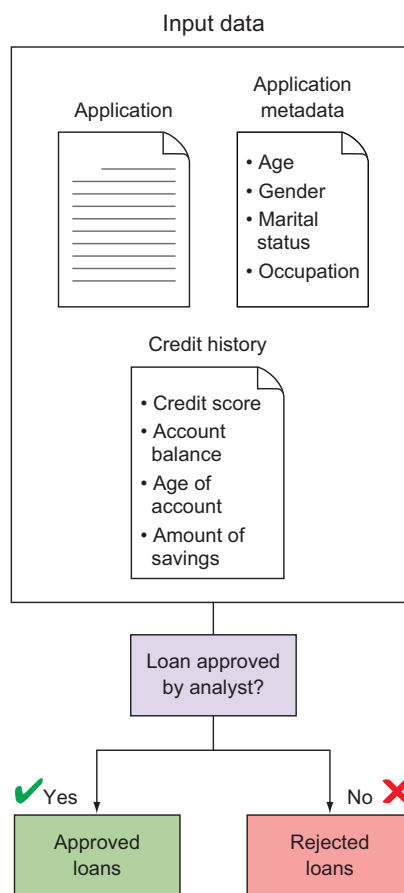 Input data
Application
Application
metadata
• Age
• Gender
• Marital
status
• Occupation
Credit history
• Credit score
• Account
balance
• Age of
account
• Amount of
savings
Loan approved
by analyst?
Yes
No
Approved
loans
Rejected
loans